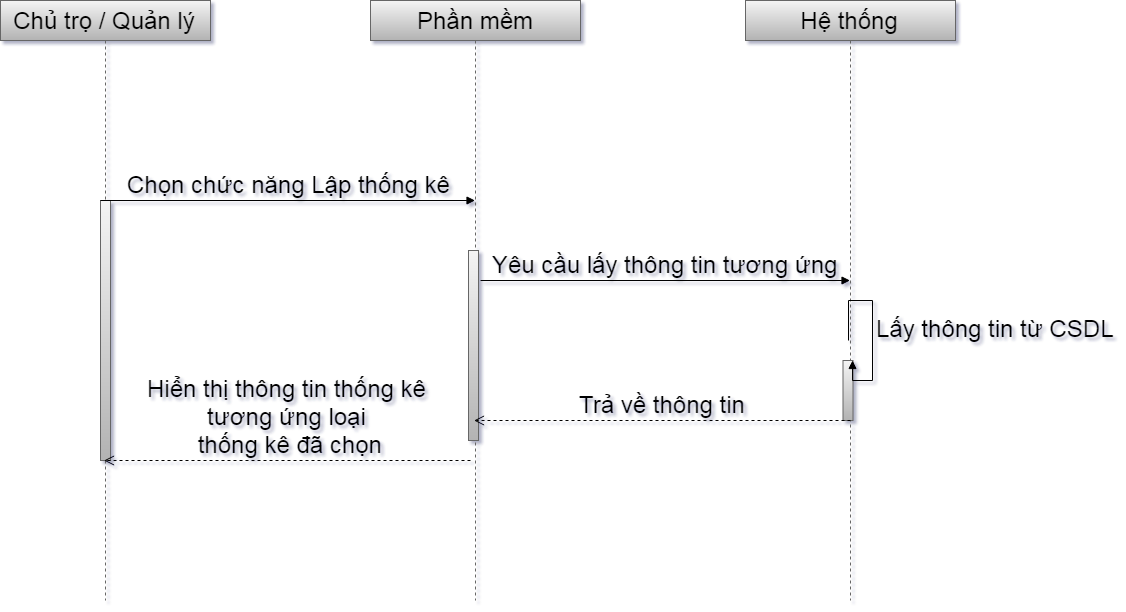 Chủ trọ / Quản lý
Phần mềm
Hệ thống
Chọn chức năng Lập thống kê
Yêu cầu lấy thông tin tương ứng
Lấy thông tin từ CSDL
Trả về thông tin
Hiển thị thông tin thống kê
tương ứng loại
thống kê đã chọn